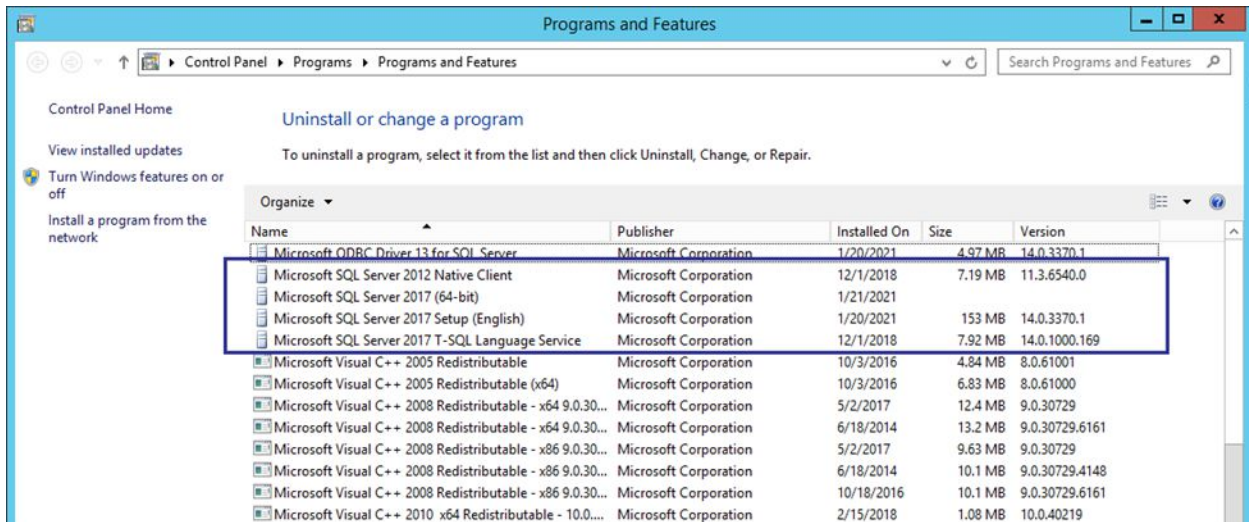 Programs and Features
Control Panel Programs Programs and Features Search Programs and Features
Control Panel Home
View installed updates
Turn Windows features on or
off
Install a program from the
network
Uninstall or change a program
To uninstall a program, select it from the list and then click Uninstall, Change, or Repair.
Organize
Name Publisher Installed On Size Version
Microsoft ODBC Driver 13 for SQL Server Microsoft Corporation 1/20/2021 4.97 MB 14.0.3370.1
Microsoft SQL Server 2012 Native Client Microsoft Corporation 12/1/2018 7.19 MB 11.3.6540.0
Microsoft SQL Server 2017 (64-bit) Microsoft Corporation 1/21/2021
Microsoft SQL Server 2017 Setup (English) Microsoft Corporation 1/20/2021 153 MB 14.0.3370.1
Microsoft SQL Server 2017 T-SQL Language Service Microsoft Corporation 12/1/2018 7.92 MB 14.0.1000.169
Microsoft Visual C++ 2005 Redistributable Microsoft Corporation 10/3/2016 4.84 MB 8.0.61001
Microsoft Visual C++ 2005 Redistributable (x64) Microsoft Corporation 10/3/2016 6.83 MB 8.0.61000
Microsoft Visual C++ 2008 Redistributable - x64 9.0.30... Microsoft Corporation 5/2/2017 12.4 MB 9.0.30729
Microsoft Visual C++ 2008 Redistributable - x64 9.0.30... Microsoft Corporation 6/18/2014 13.2 MB 9.0.30729.6161
Microsoft Visual C++ 2008 Redistributable - x86 9.0.30... Microsoft Corporation 5/2/2017 9.63 MB 9.0.30729
Microsoft Visual C++ 2008 Redistributable - x86 9.0.30... Microsoft Corporation 6/18/2014 10.1 MB 9.0.30729.4148
Microsoft Visual C++ 2008 Redistributable - x86 9.0.30... Microsoft Corporation 10/18/2016 10.1 MB 9.0.30729.6161
Microsoft Visual C++ 2010 x64 Redistributable - 10.0.... Microsoft Corporation 2/15/2018 1.08 MB 10.0.40219